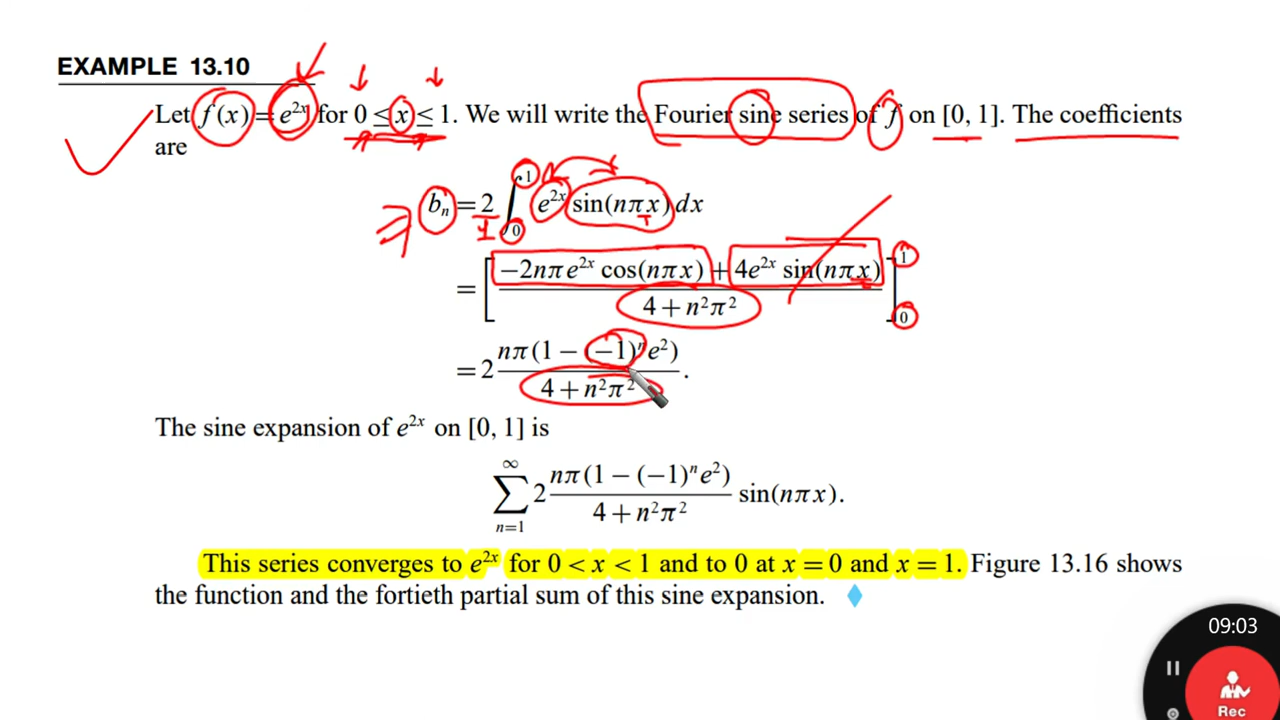 EXAMPLE 13.10
Let f(x) = e^{2x} for 0 ≤ x ≤ 1. We will write the Fourier sine series of f on [0, 1]. The coefficients
are
b_n = 2 ∫_0^1 e^{2x} sin(nπx) dx
= [ (−2nπe^{2x} cos(nπx) + 4e^{2x} sin(nπx)) / (4 + n²π²) ]_0^1
= 2 nπ(1 − (−1)^n e²) / (4 + n²π²).
The sine expansion of e^{2x} on [0, 1] is
∑_{n=1}^{∞} 2 nπ(1 − (−1)^n e²) / (4 + n²π²) sin(nπx).
This series converges to e^{2x} for 0 < x < 1 and to 0 at x = 0 and x = 1. Figure 13.16 shows
the function and the fortieth partial sum of this sine expansion.
09:03
Rec